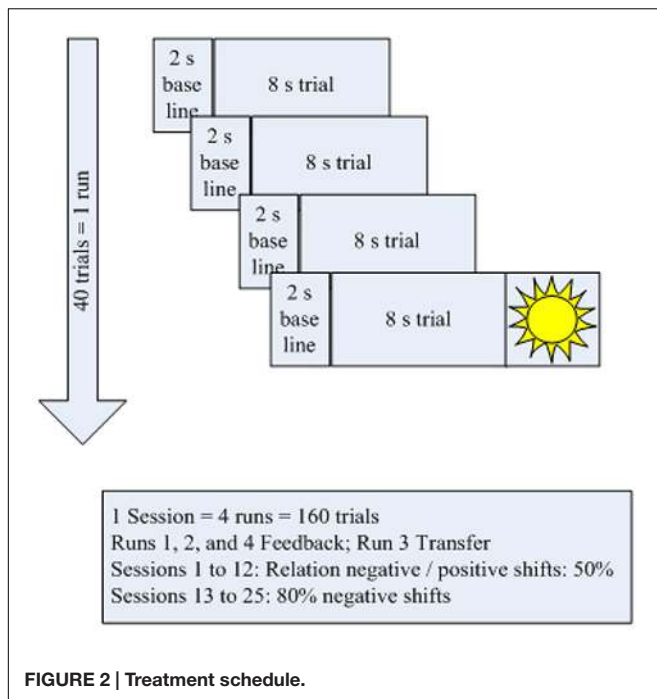 2 s
base
line
8 s trial
2 s
base
line
8 s trial
2 s
base
line
8 s trial
2 s
base
line
8 s trial
40 trials = 1 run
1 Session = 4 runs = 160 trials
Runs 1, 2, and 4 Feedback; Run 3 Transfer
Sessions 1 to 12: Relation negative / positive shifts: 50%
Sessions 13 to 25: 80% negative shifts
FIGURE 2 | Treatment schedule.